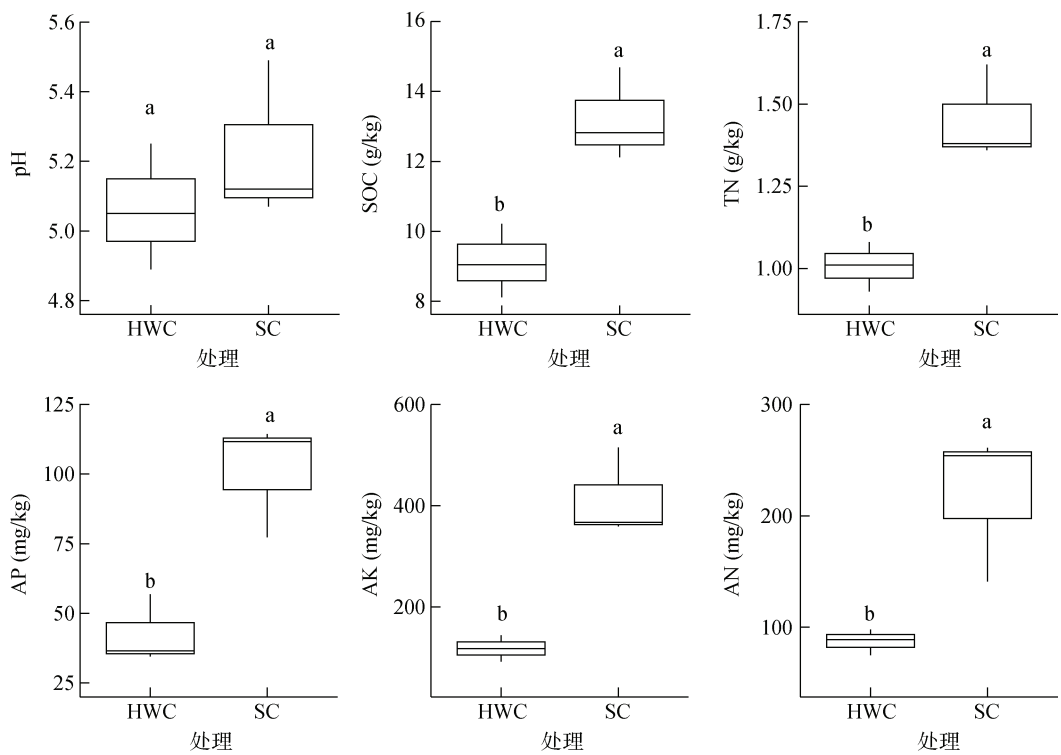 5.6
5.4
5.2
5.0
4.8
pH
a
a
HWC
SC
处理
16
14
12
10
8
SOC (g/kg)
b
a
HWC
SC
处理
1.75
1.50
1.25
1.00
TN (g/kg)
b
a
HWC
SC
处理
125
100
75
50
25
AP (mg/kg)
b
a
HWC
SC
处理
600
400
200
AK (mg/kg)
b
a
HWC
SC
处理
300
200
100
AN (mg/kg)
b
a
HWC
SC
处理